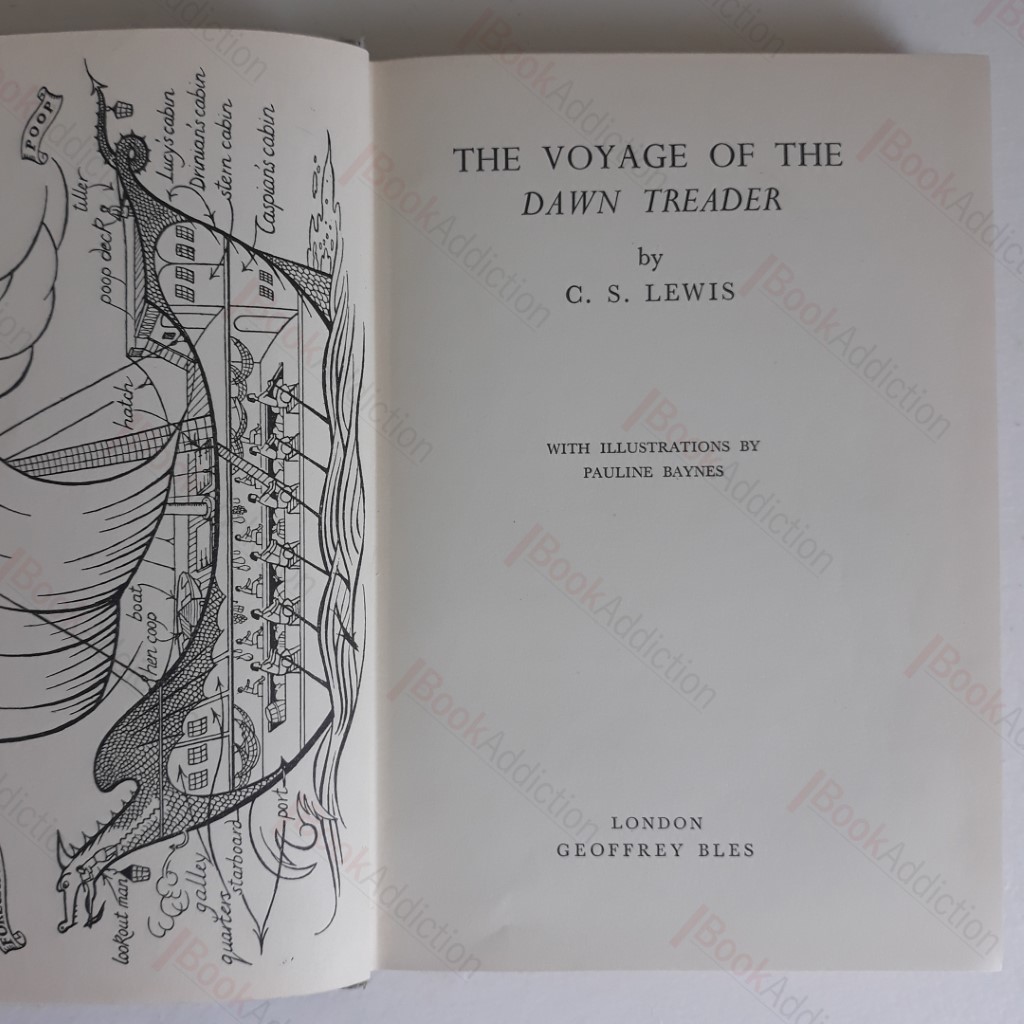 POOP
tiller
poop deck
lucy's cabin
Drinian's cabin
stern cabin
Caspian's cabin
hatch
boat
hen coop
port
starboard
galley
quarters
lookout man
THE VOYAGE OF THE
DAWN TREADER
by
C. S. LEWIS
WITH ILLUSTRATIONS BY
PAULINE BAYNES
LONDON
GEOFFREY BLES
BookAddiction